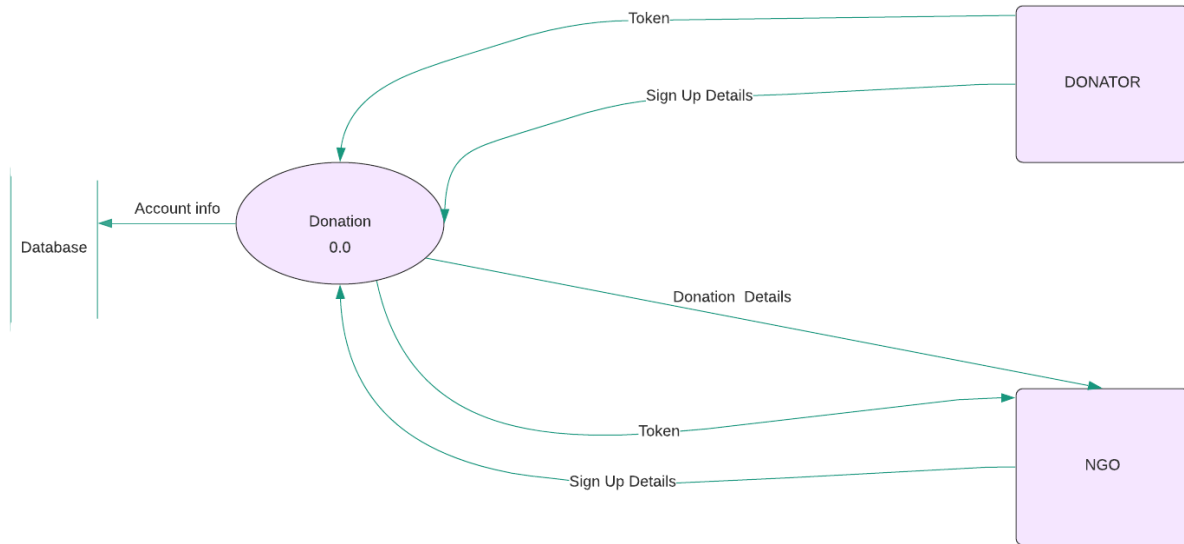 Token
DONATOR
Sign Up Details
Account info
Donation
0.0
Database
Donation Details
Token
NGO
Sign Up Details